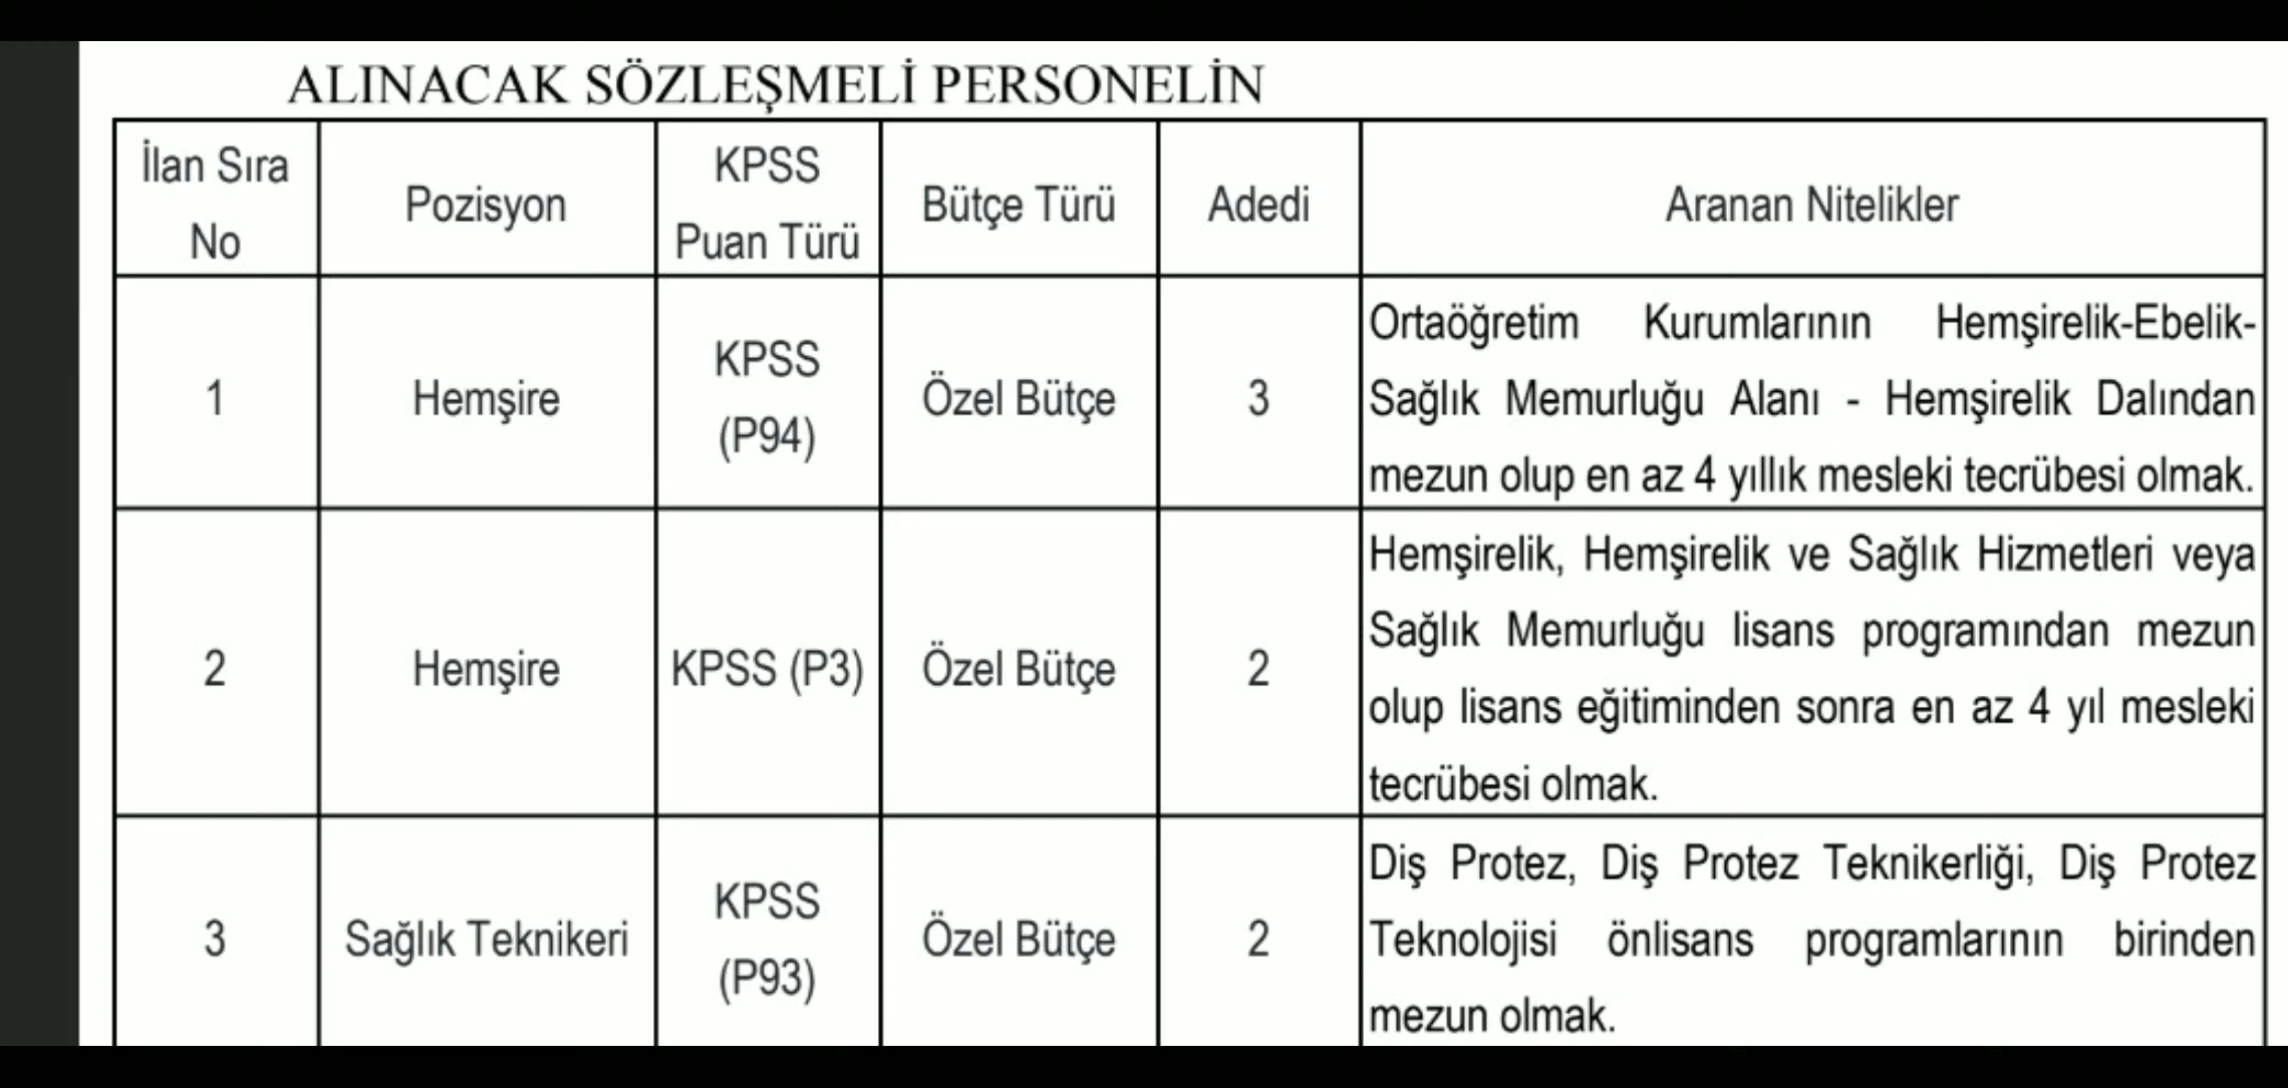 ALINACAK SÖZLEŞMELİ PERSONELİN
İlan Sıra
No
Pozisyon
KPSS
Puan Türü
Bütçe Türü
Adedi
Aranan Nitelikler
1
Hemşire
KPSS
(P94)
Özel Bütçe
3
Ortaöğretim Kurumlarının Hemşirelik-Ebelik-
Sağlık Memurluğu Alanı - Hemşirelik Dalından
mezun olup en az 4 yıllık mesleki tecrübesi olmak.
2
Hemşire
KPSS (P3)
Özel Bütçe
2
Hemşirelik, Hemşirelik ve Sağlık Hizmetleri veya
Sağlık Memurluğu lisans programından mezun
olup lisans eğitiminden sonra en az 4 yıl mesleki
tecrübesi olmak.
3
Sağlık Teknikeri
KPSS
(P93)
Özel Bütçe
2
Diş Protez, Diş Protez Teknikerliği, Diş Protez
Teknolojisi önlisans programlarının birinden
mezun olmak.